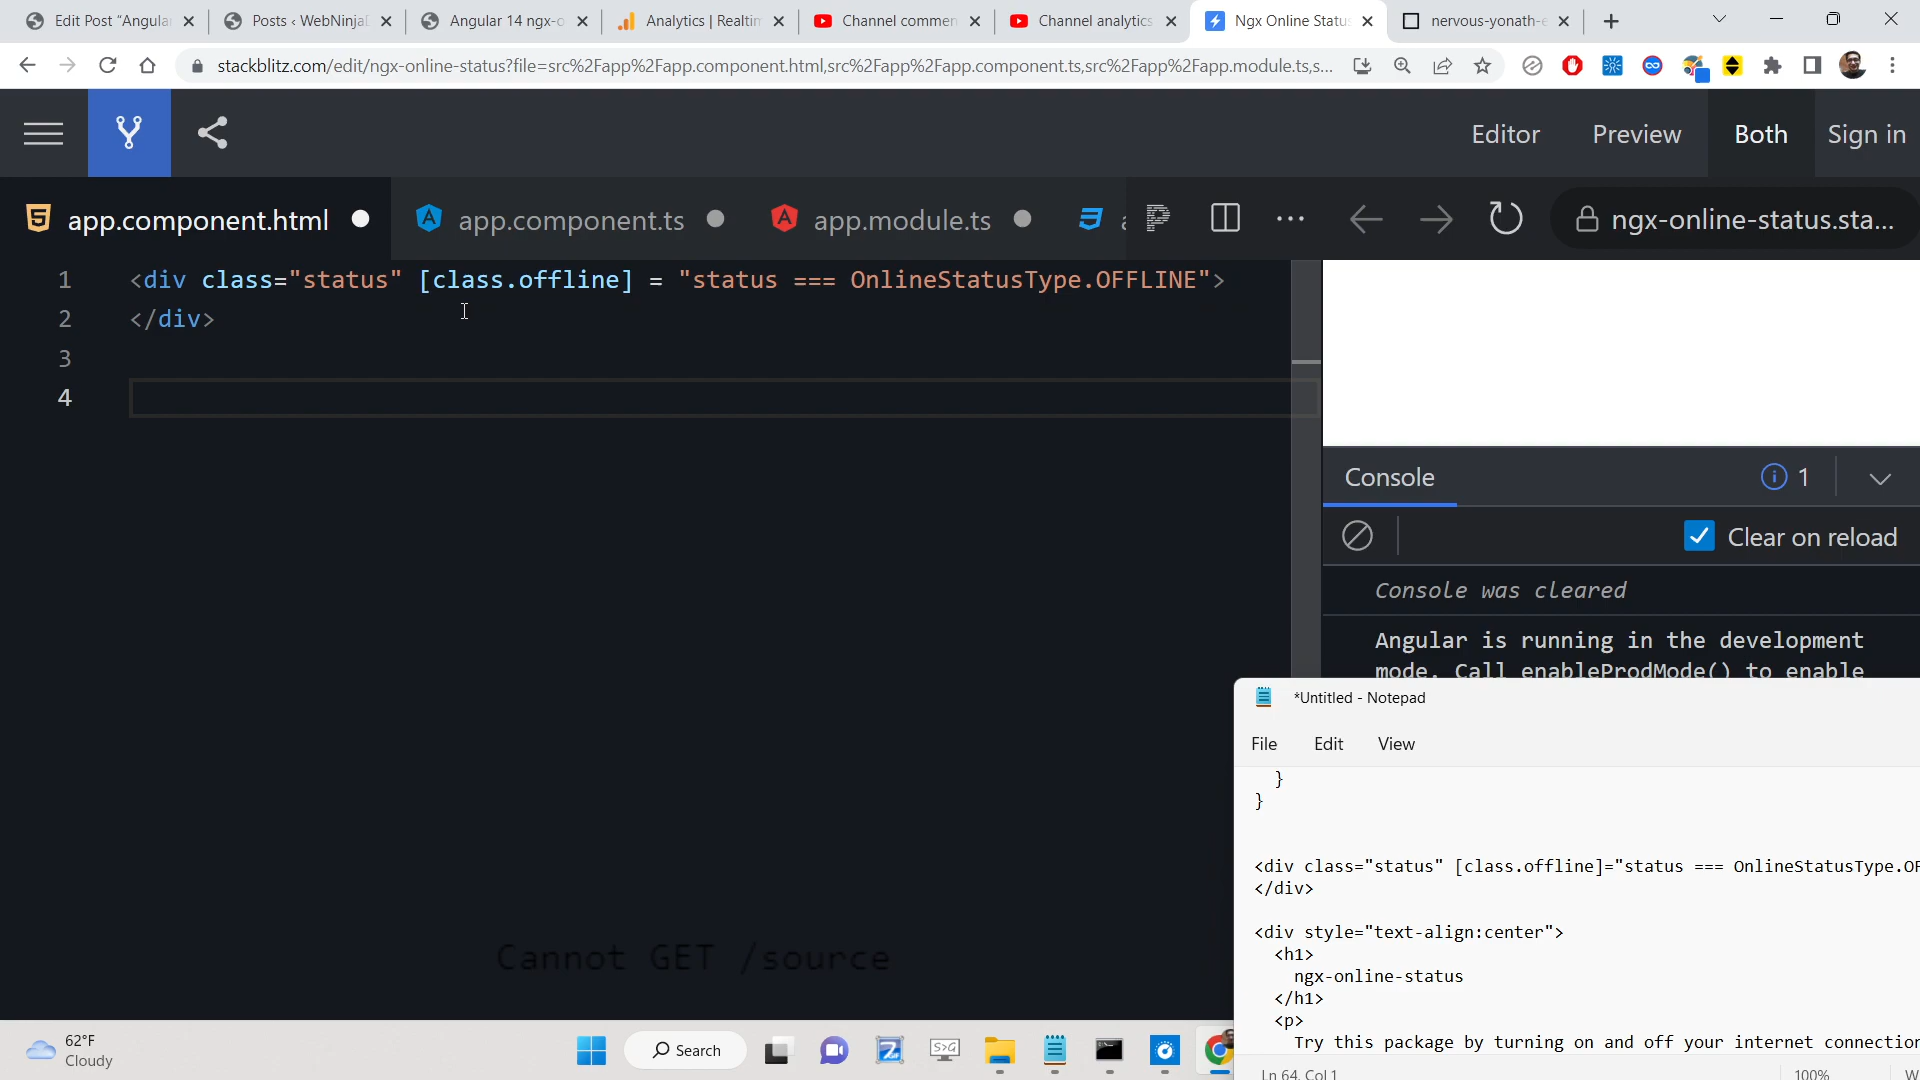 Edit Post “Angular
Posts ‹ WebNinjaD
Angular 14 ngx-o
Analytics | Realtim
Channel commen
Channel analytics
Ngx Online Status
nervous-yonath-e
stackblitz.com/edit/ngx-online-status?file=src%2Fapp%2Fapp.component.html,src%2Fapp%2Fapp.component.ts,src%2Fapp%2Fapp.module.ts,s...
Editor
Preview
Both
Sign in
app.component.html
app.component.ts
app.module.ts
ngx-online-status.sta...
1 <div class="status" [class.offline] = "status === OnlineStatusType.OFFLINE">
2 </div>
3
4
Console
1
Clear on reload
Console was cleared
Angular is running in the development
mode. Call enableProdMode() to enable
Cannot GET /source
*Untitled - Notepad
File Edit View
}
}
<div class="status" [class.offline]="status === OnlineStatusType.OF
</div>
<div style="text-align:center">
<h1>
ngx-online-status
</h1>
<p>
Try this package by turning on and off your internet connection
Ln 64, Col 1
100%
W
62°F
Cloudy
Search